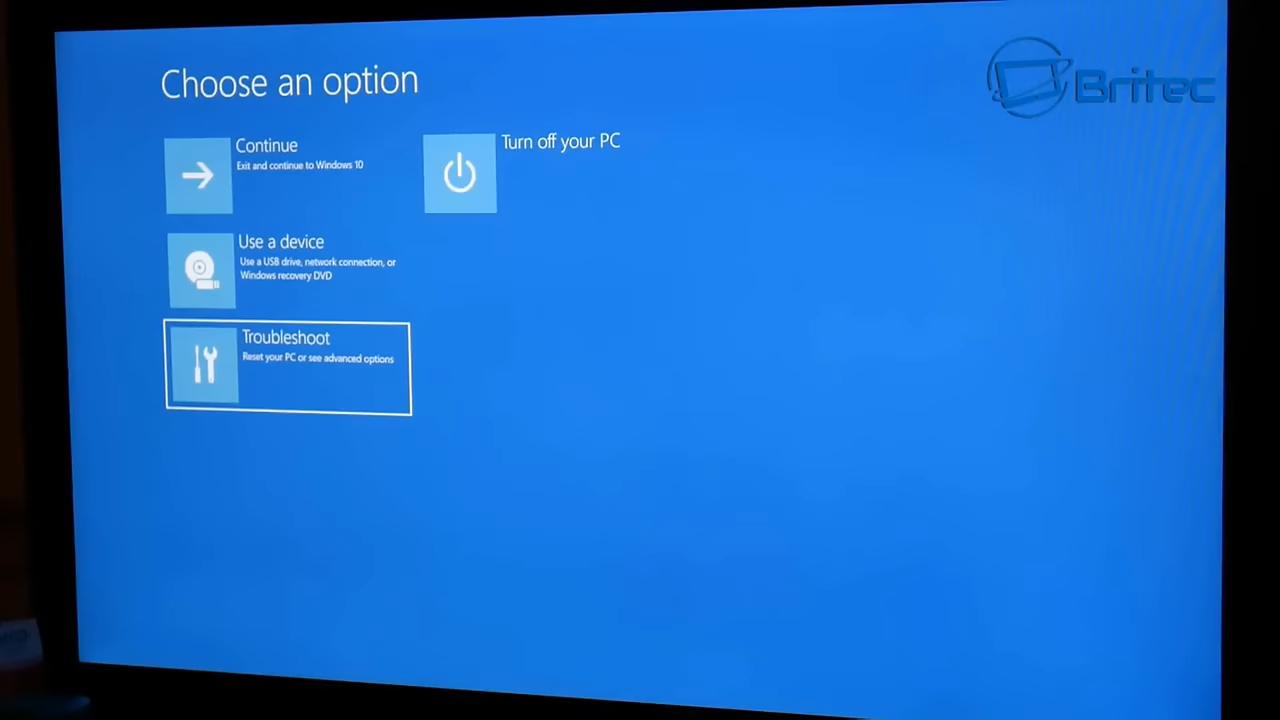 Choose an option
Continue
Exit and continue to Windows 10
Turn off your PC
Use a device
Use a USB drive, network connection, or
Windows recovery DVD
Troubleshoot
Reset your PC or see advanced options
Britec